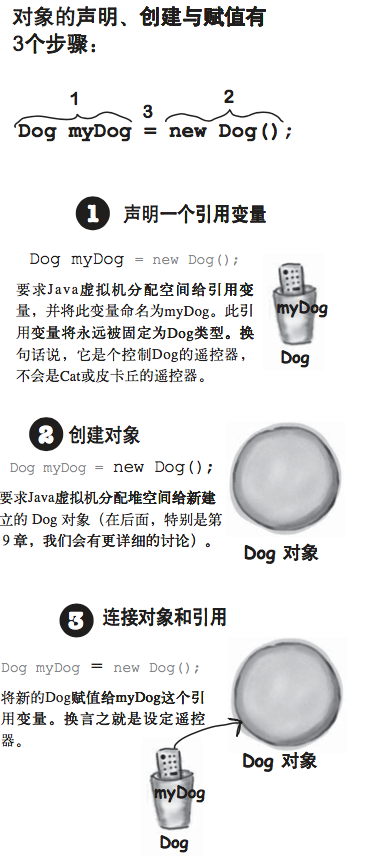 对象的声明、创建与赋值有
3个步骤：
1 3 2
Dog myDog = new Dog();
1 声明一个引用变量
Dog myDog = new Dog();
要求Java虚拟机分配空间给引用变
量，并将此变量命名为myDog。此引
用变量将永远被固定为Dog类型。换
句话说，它是个控制Dog的遥控器，
不会是Cat或皮卡丘的遥控器。
myDog
Dog
2 创建对象
Dog myDog = new Dog();
要求Java虚拟机分配堆空间给新建
立的 Dog 对象（在后面，特别是第
9 章，我们会有更详细的讨论）。
Dog 对象
3 连接对象和引用
Dog myDog = new Dog();
将新的Dog赋值给myDog这个引
用变量。换言之就是设定遥控
器。
Dog 对象
myDog
Dog